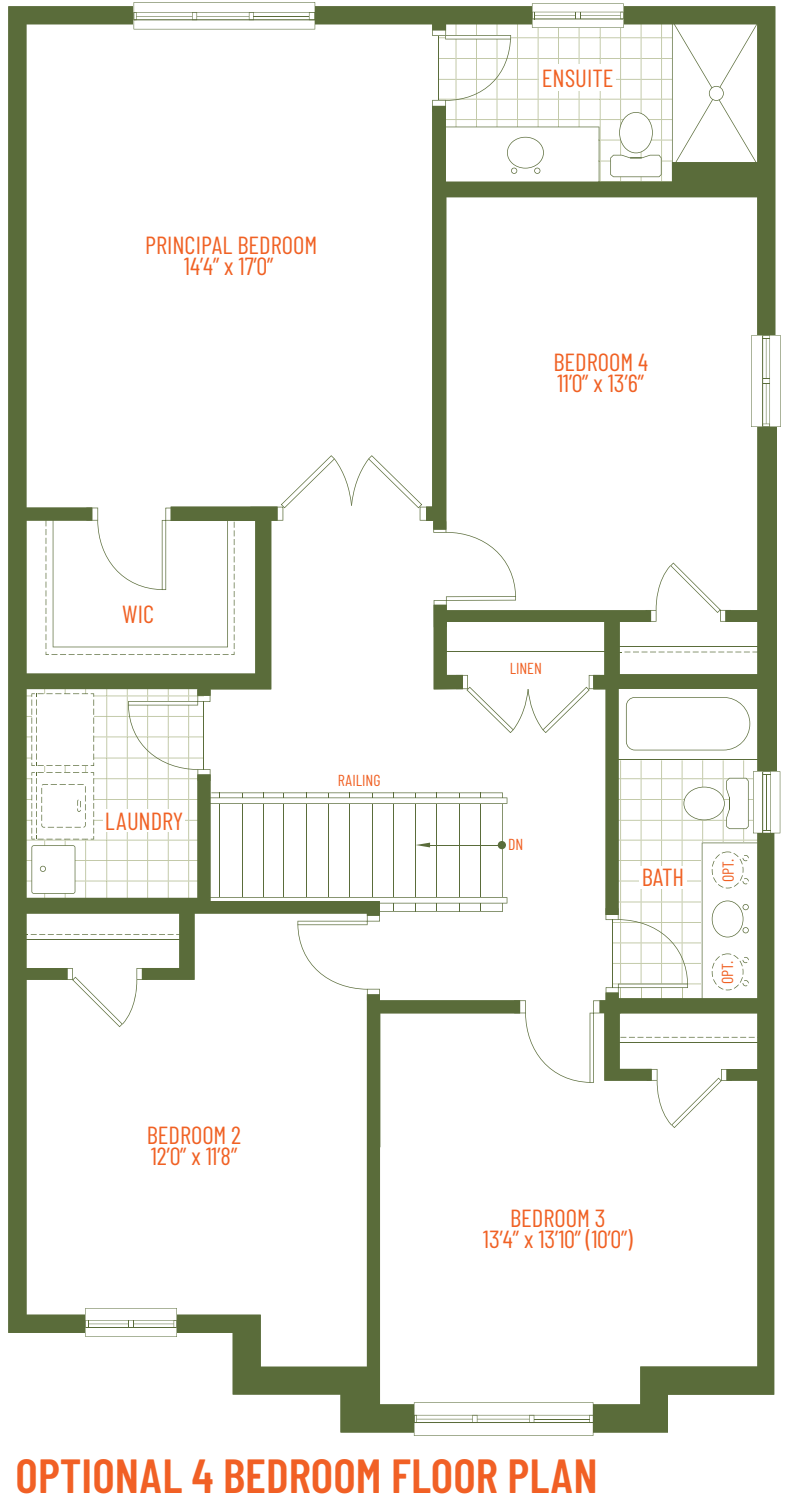 ENSUITE
PRINCIPAL BEDROOM
14'4" x 17'0"
BEDROOM 4
11'0" x 13'6"
WIC
LINEN
RAILING
LAUNDRY
DN
BATH
OPT.
OPT.
BEDROOM 2
12'0" x 11'8"
BEDROOM 3
13'4" x 13'10" (10'0")
OPTIONAL 4 BEDROOM FLOOR PLAN